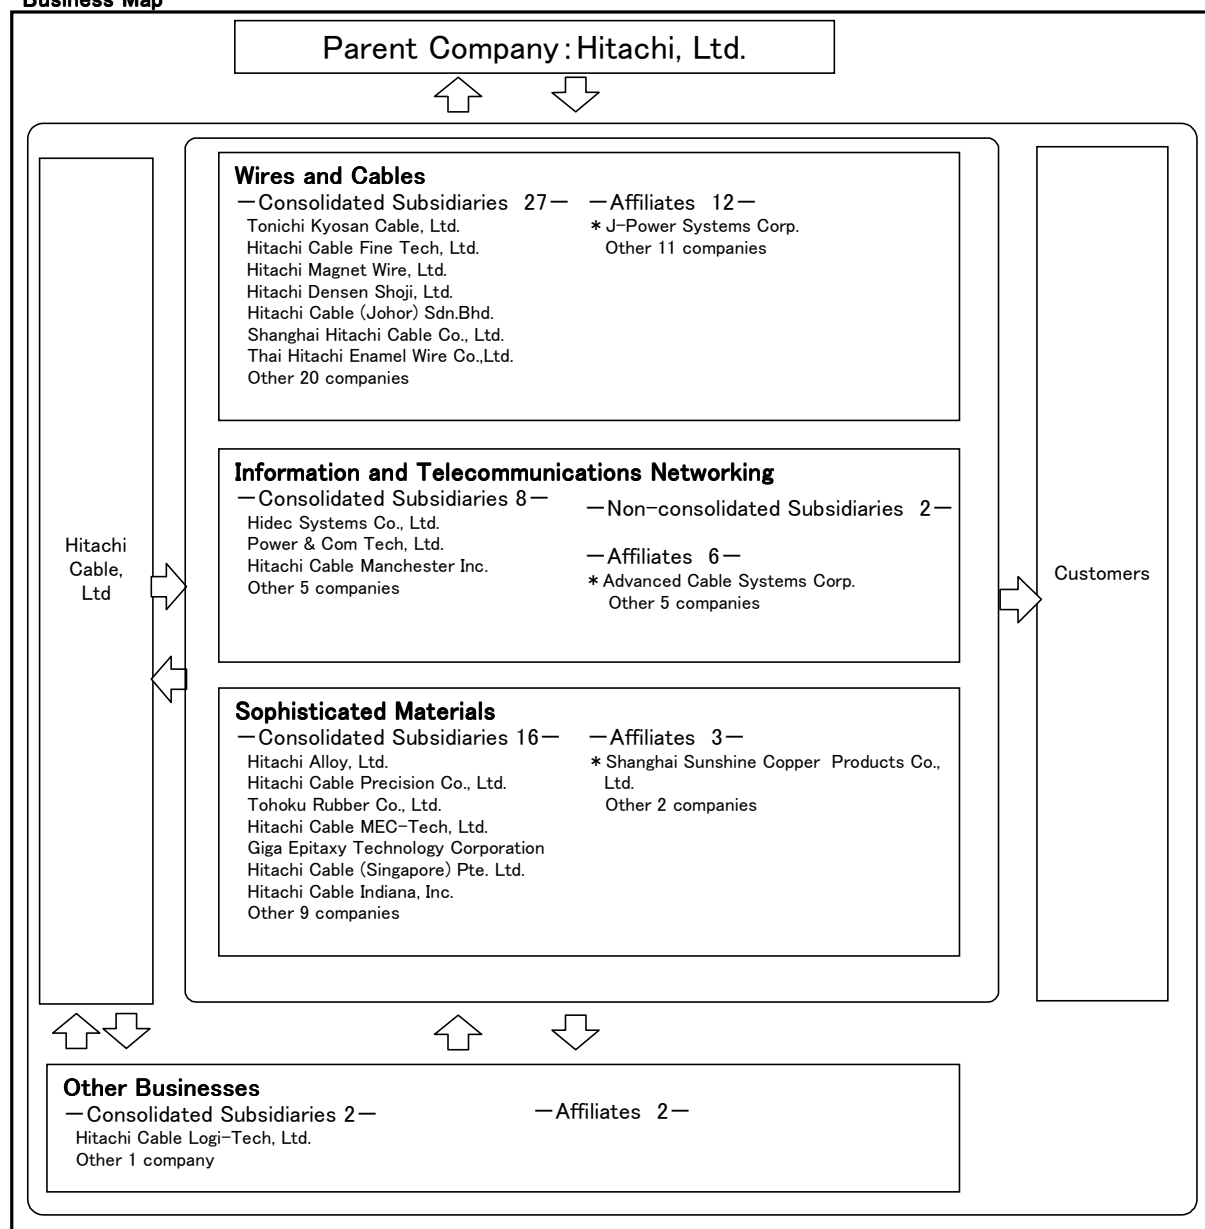 Business Map
Parent Company:Hitachi, Ltd.
Wires and Cables
-Consolidated Subsidiaries 27-
Tonichi Kyosan Cable, Ltd.
Hitachi Cable Fine Tech, Ltd.
Hitachi Magnet Wire, Ltd.
Hitachi Densen Shoji, Ltd.
Hitachi Cable (Johor) Sdn.Bhd.
Shanghai Hitachi Cable Co., Ltd.
Thai Hitachi Enamel Wire Co.,Ltd.
Other 20 companies
-Affiliates 12-
* J-Power Systems Corp.
Other 11 companies
Information and Telecommunications Networking
-Consolidated Subsidiaries 8-
Hidec Systems Co., Ltd.
Power & Com Tech, Ltd.
Hitachi Cable Manchester Inc.
Other 5 companies
-Non-consolidated Subsidiaries 2-
-Affiliates 6-
* Advanced Cable Systems Corp.
Other 5 companies
Hitachi
Cable,
Ltd
Customers
Sophisticated Materials
-Consolidated Subsidiaries 16-
Hitachi Alloy, Ltd.
Hitachi Cable Precision Co., Ltd.
Tohoku Rubber Co., Ltd.
Hitachi Cable MEC-Tech, Ltd.
Giga Epitaxy Technology Corporation
Hitachi Cable (Singapore) Pte. Ltd.
Hitachi Cable Indiana, Inc.
Other 9 companies
-Affiliates 3-
* Shanghai Sunshine Copper Products Co.,
Ltd.
Other 2 companies
Other Businesses
-Consolidated Subsidiaries 2-
Hitachi Cable Logi-Tech, Ltd.
Other 1 company
-Affiliates 2-